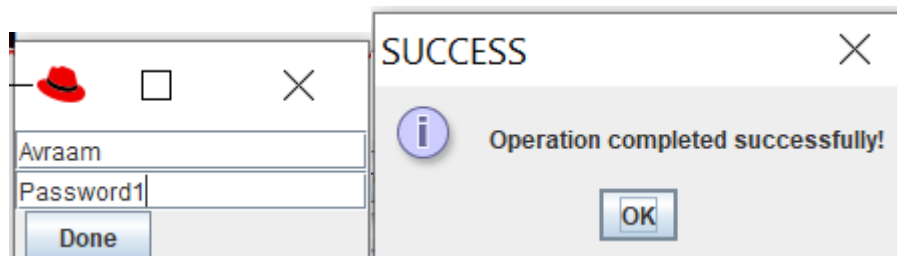 Avraam
Password1
Done
SUCCESS
Operation completed successfully!
OK